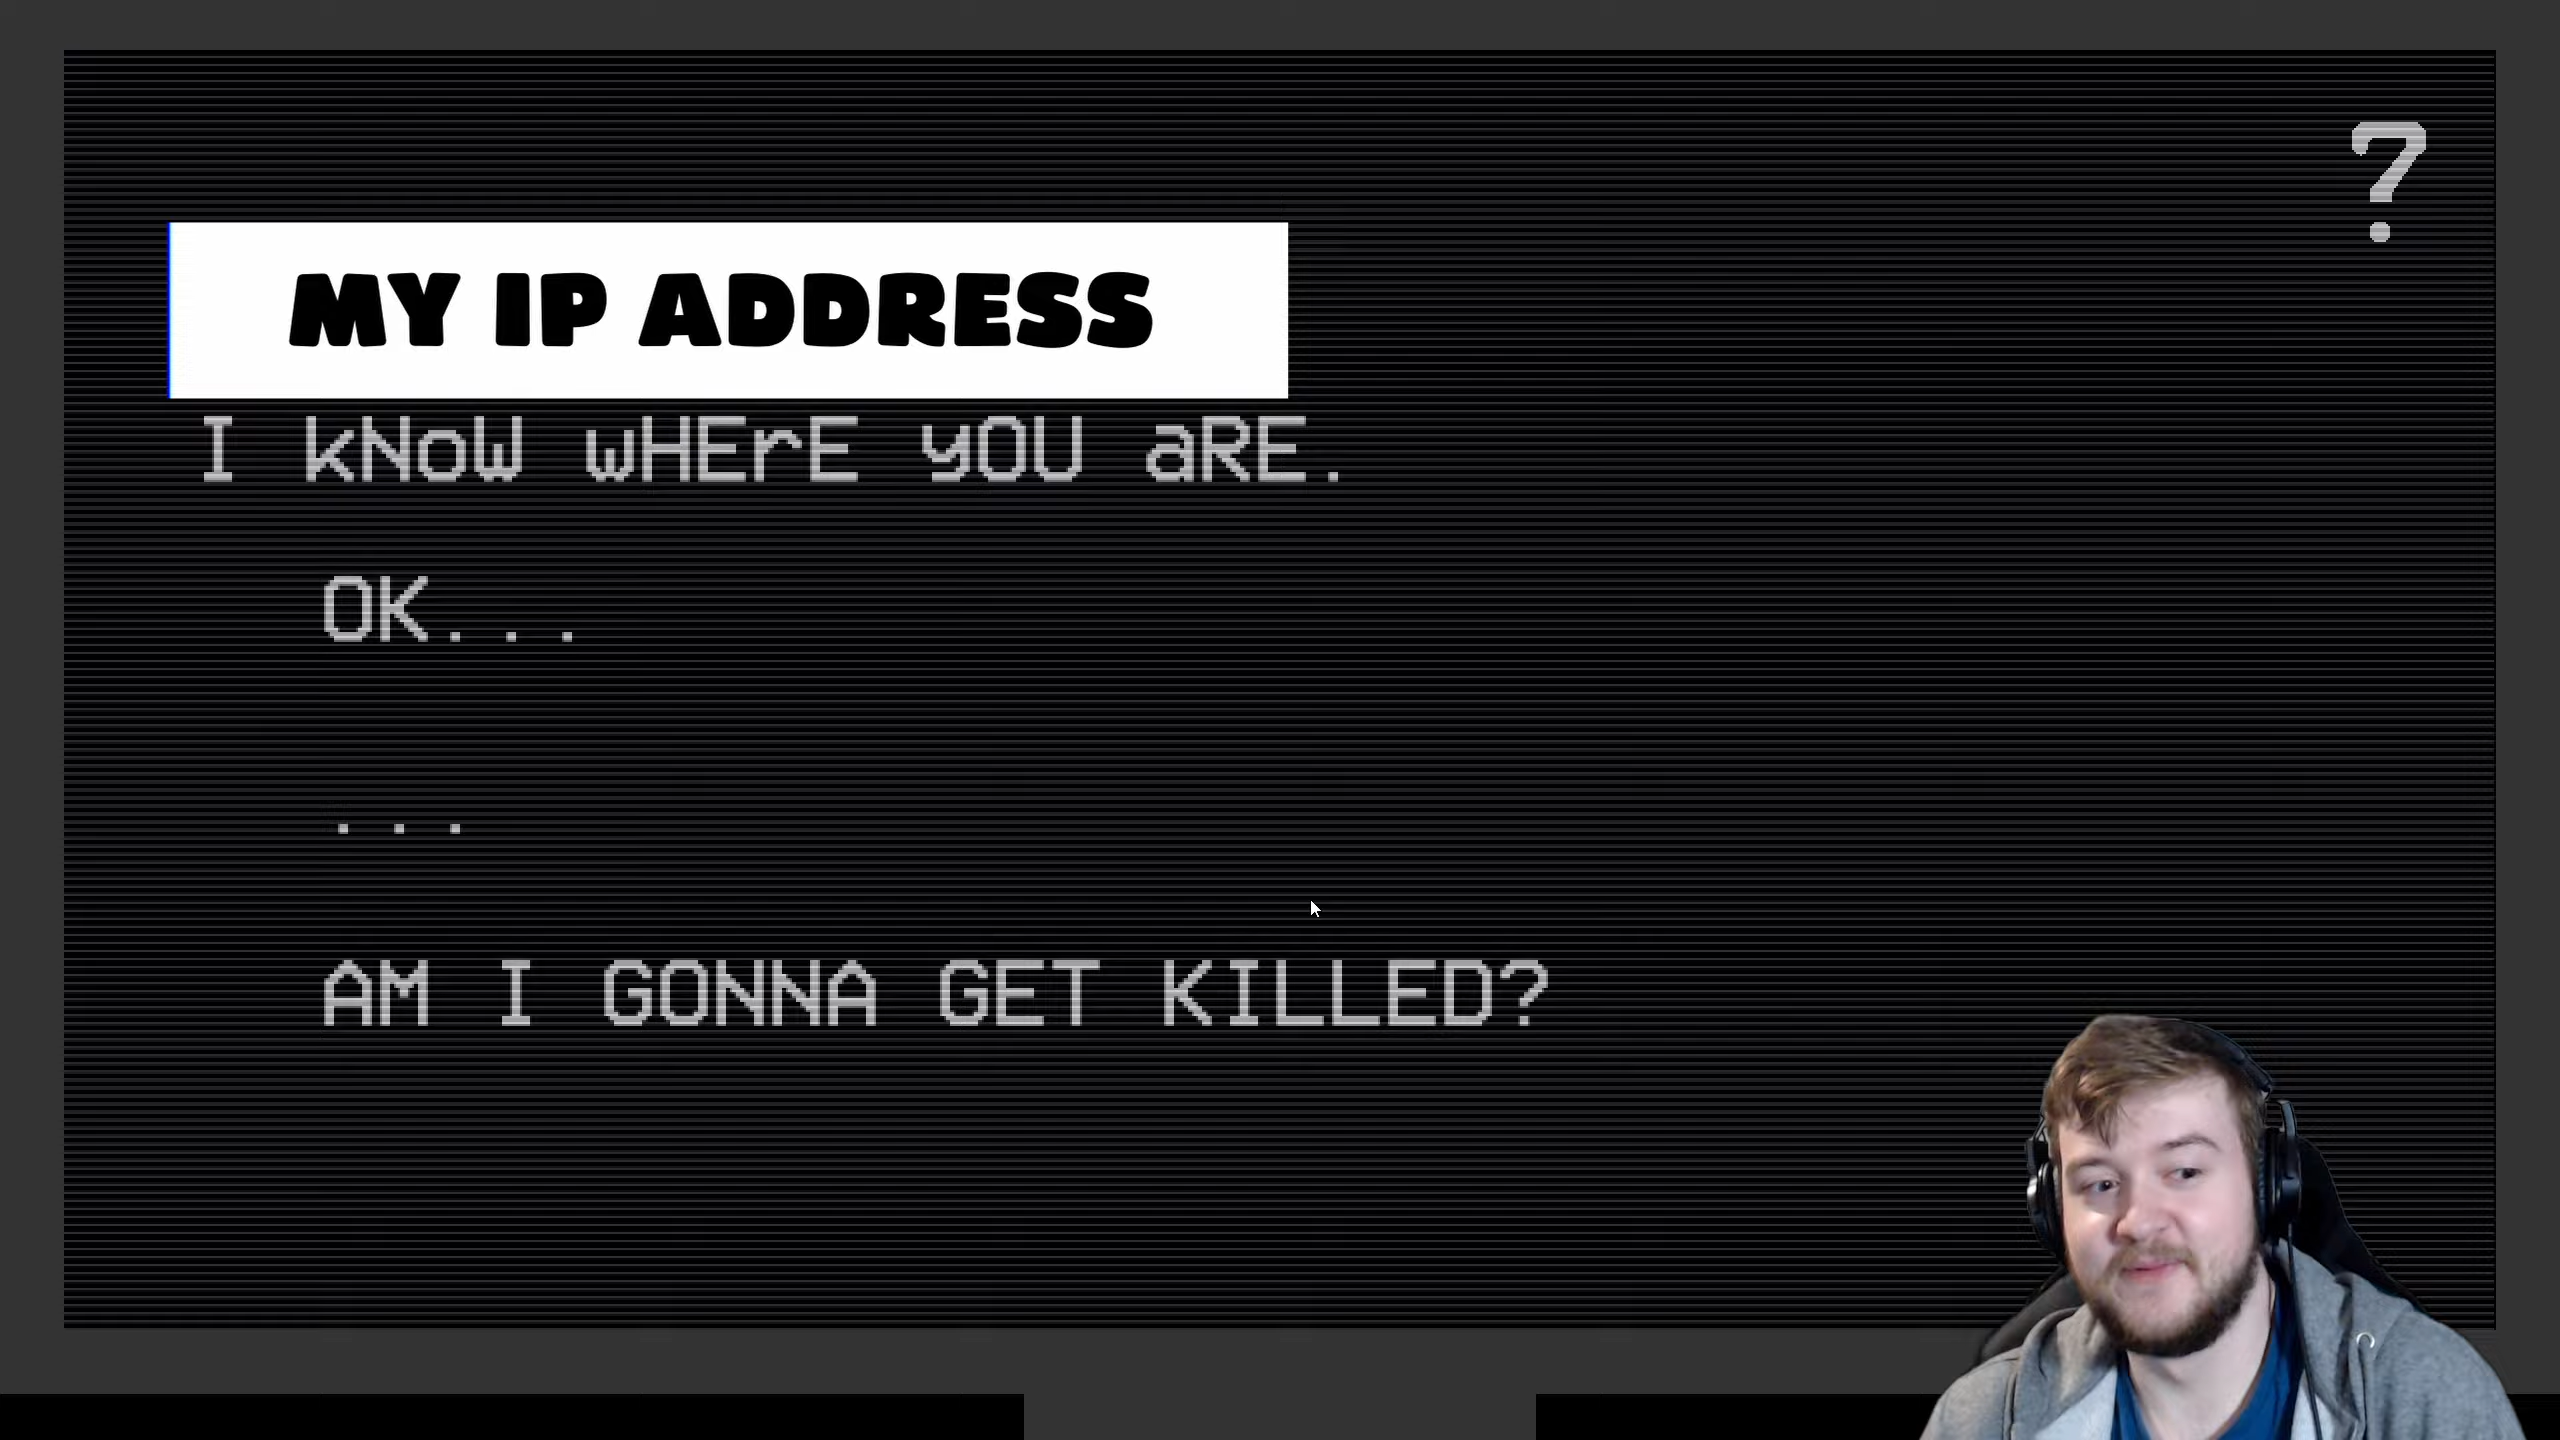 ?
MY IP ADDRESS
I kNoW wHErE yOU aRE.
OK...
...
AM I GONNA GET KILLED?